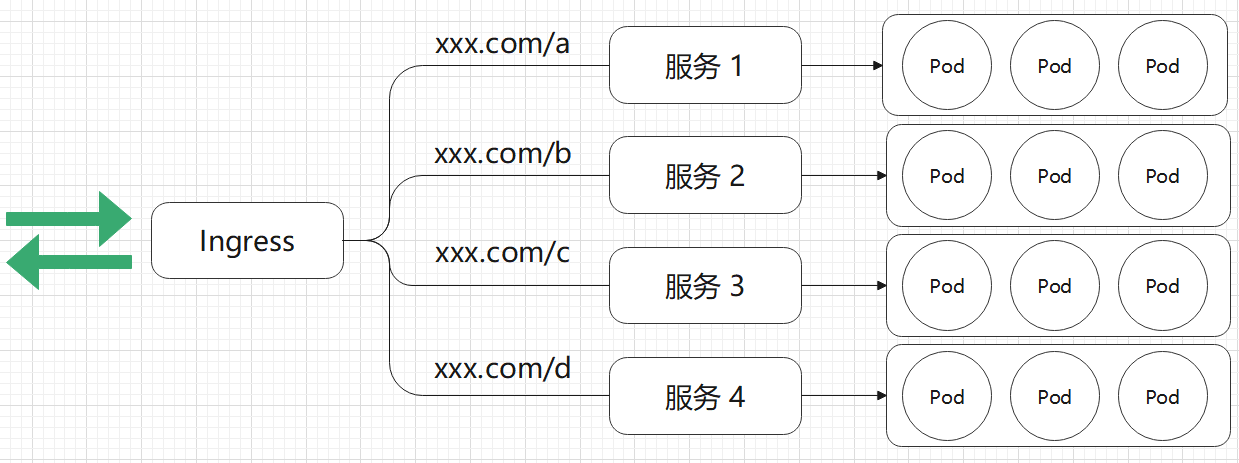 xxx.com/a
服务 1
Pod Pod Pod
xxx.com/b
服务 2
Pod Pod Pod
Ingress
xxx.com/c
服务 3
Pod Pod Pod
xxx.com/d
服务 4
Pod Pod Pod